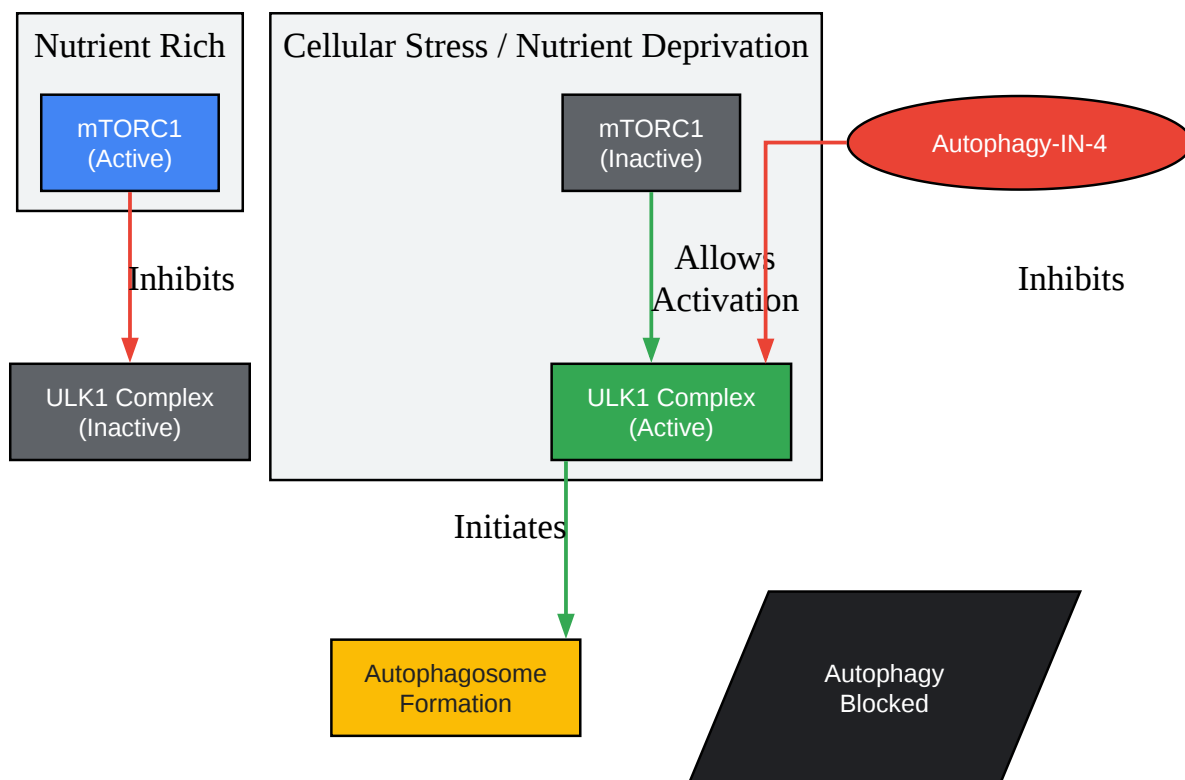 Nutrient Rich
mTORC1
(Active)
Inhibits
ULK1 Complex
(Inactive)
Cellular Stress / Nutrient Deprivation
mTORC1
(Inactive)
Allows
Activation
ULK1 Complex
(Active)
Autophagy-IN-4
Inhibits
Initiates
Autophagosome
Formation
Autophagy
Blocked